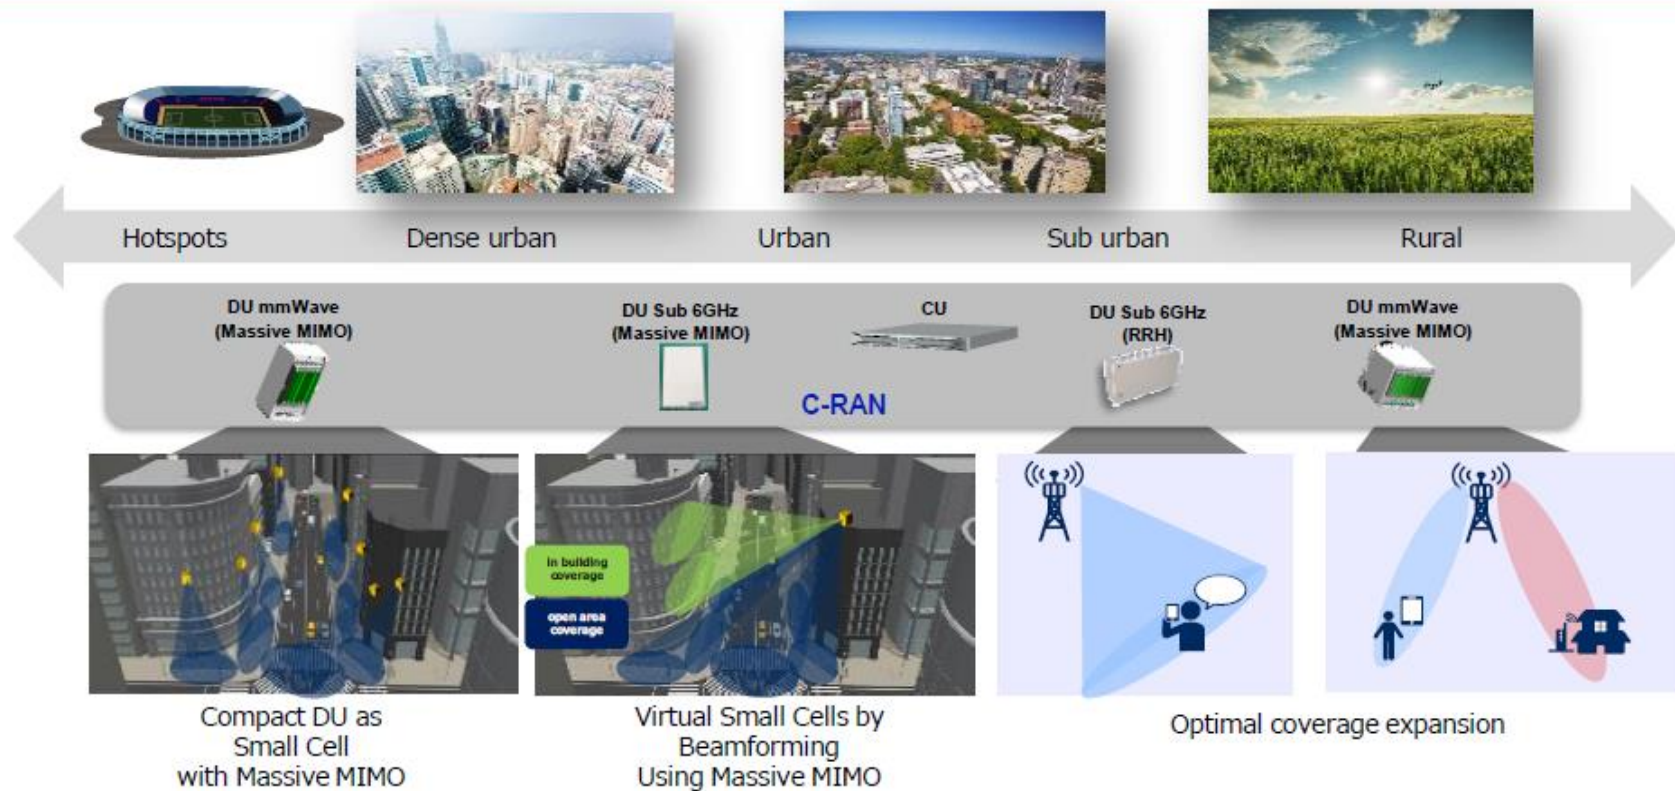 Hotspots
Dense urban
Urban
Sub urban
Rural
DU mmWave
(Massive MIMO)
DU Sub 6GHz
(Massive MIMO)
CU
DU Sub 6GHz
(RRH)
DU mmWave
(Massive MIMO)
C-RAN
in building
coverage
open area
coverage
Compact DU as
Small Cell
with Massive MIMO
Virtual Small Cells by
Beamforming
Using Massive MIMO
Optimal coverage expansion